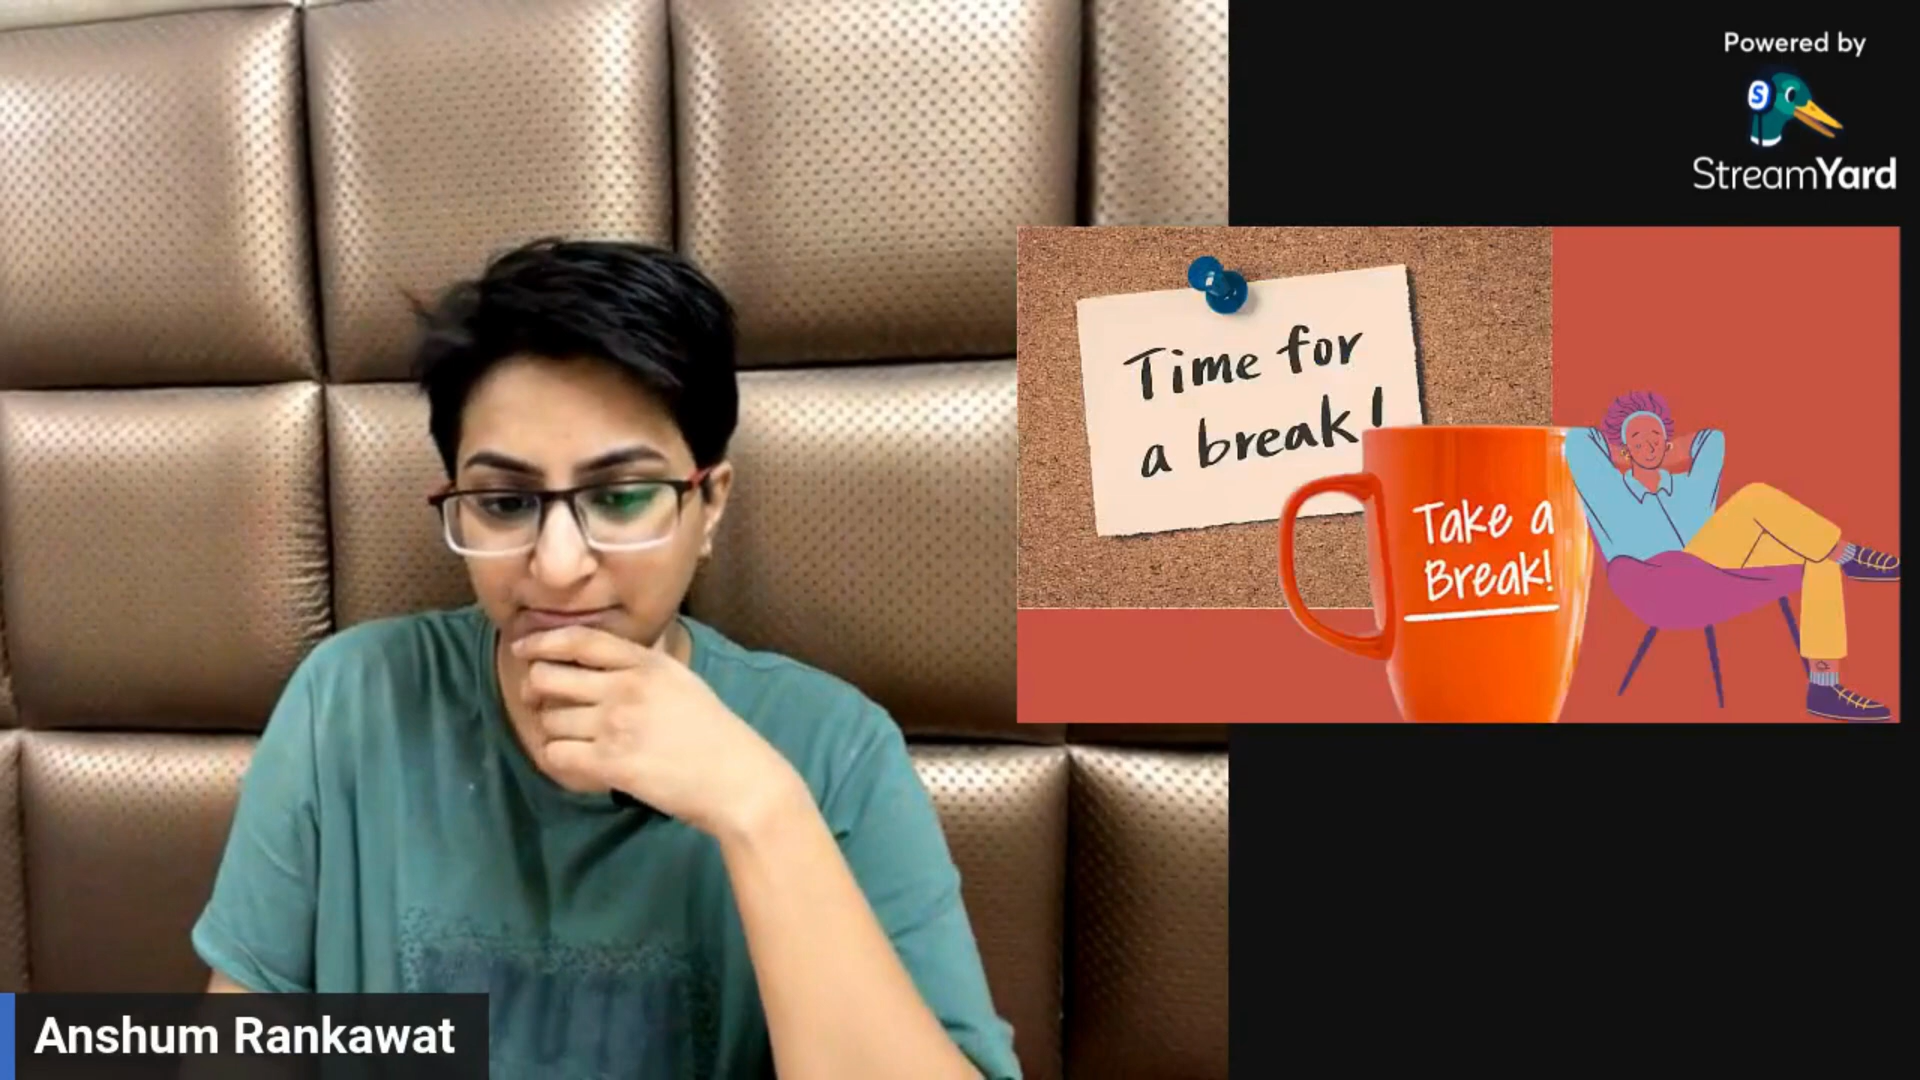 Powered by
S
StreamYard
Time for
a break!
Take a
Break!
Anshum Rankawat